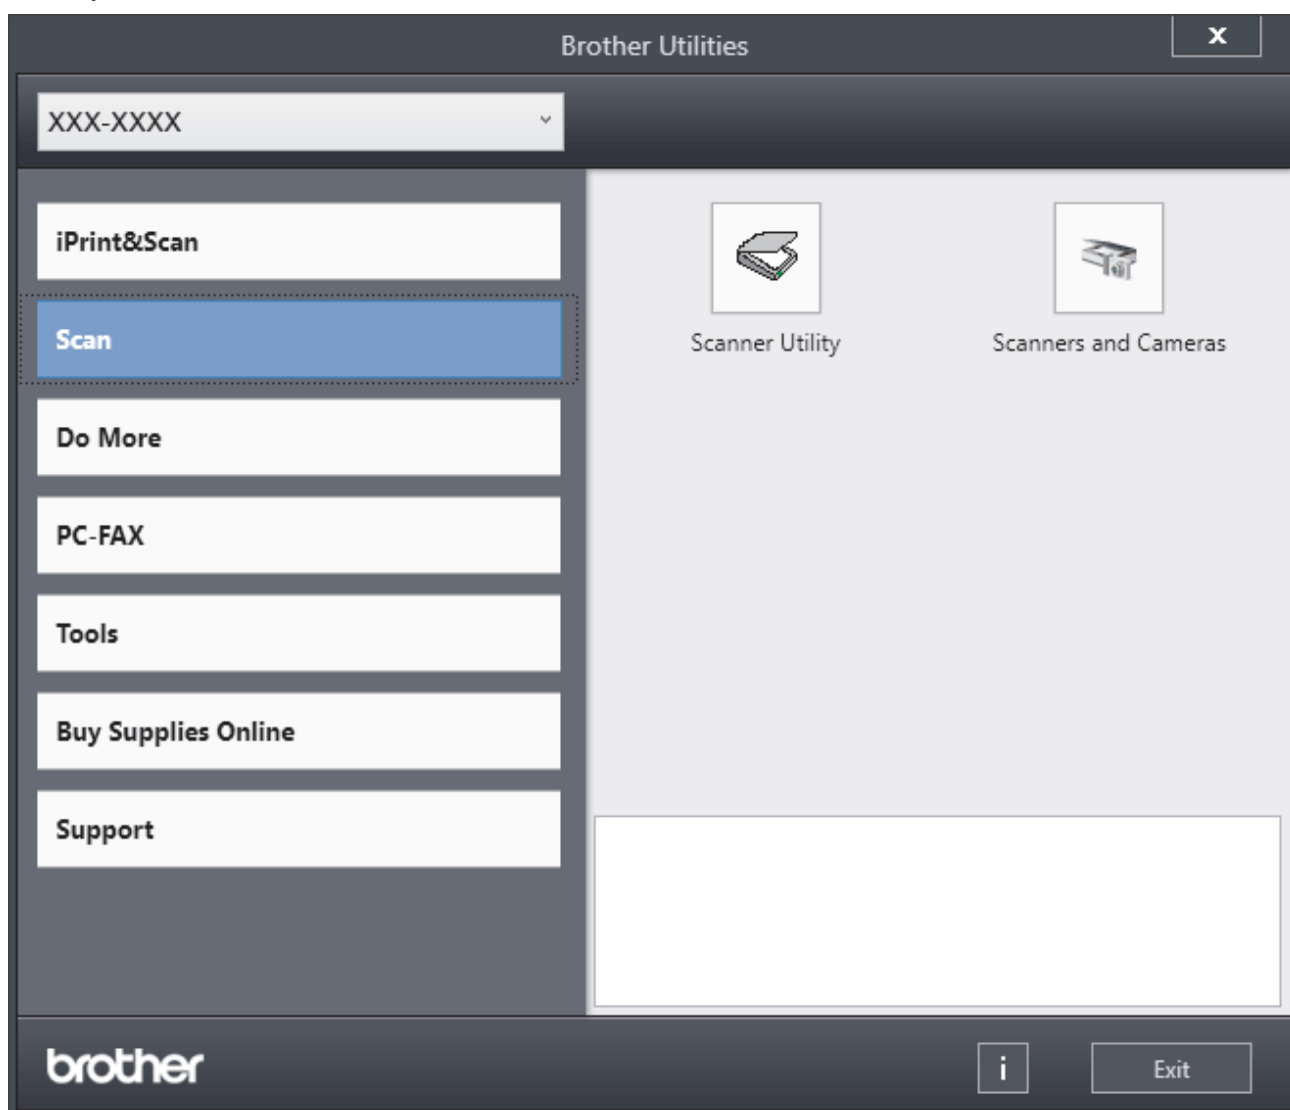 Brother Utilities
x
XXX-XXXX
iPrint&Scan
Scan
Do More
PC-FAX
Tools
Buy Supplies Online
Support
Scanner Utility
Scanners and Cameras
brother
i
Exit